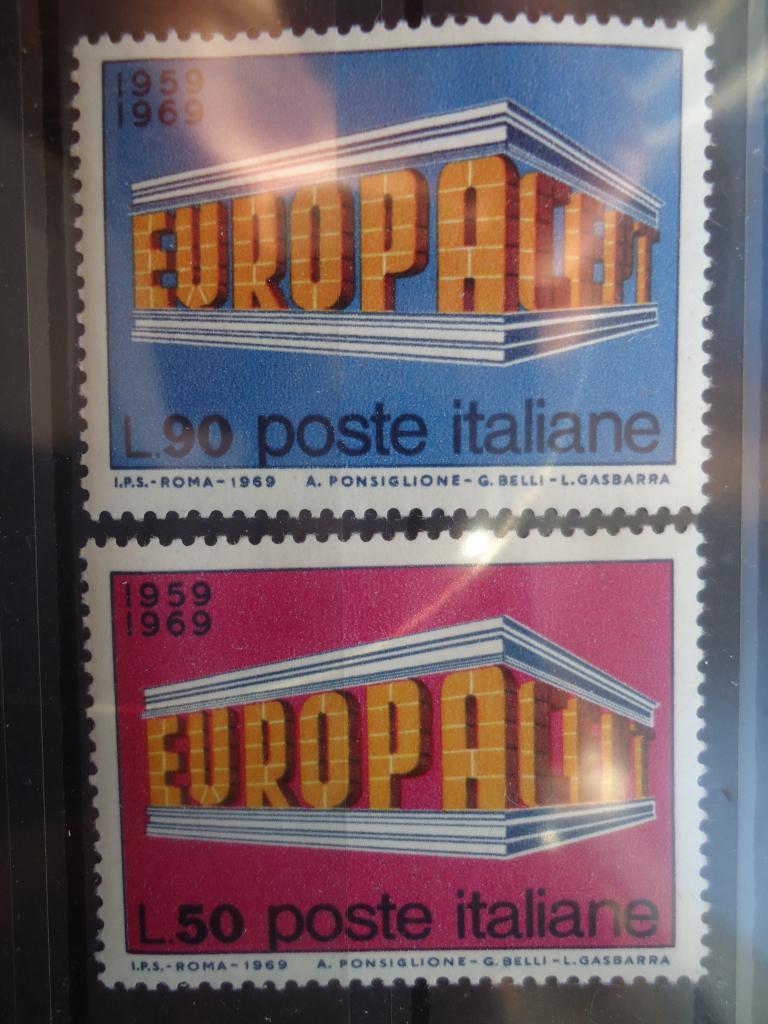 1959
1969
EUROPA CEPT
L.90 poste italiane
I.P.S.-ROMA-1969 A. PONSIGLIONE-G.BELLI-L.GASBARRA
1959
1969
EUROPA CEPT
L.50 poste italiane
I.P.S.-ROMA-1969 A. PONSIGLIONE-G.BELLI-L.GASBARRA